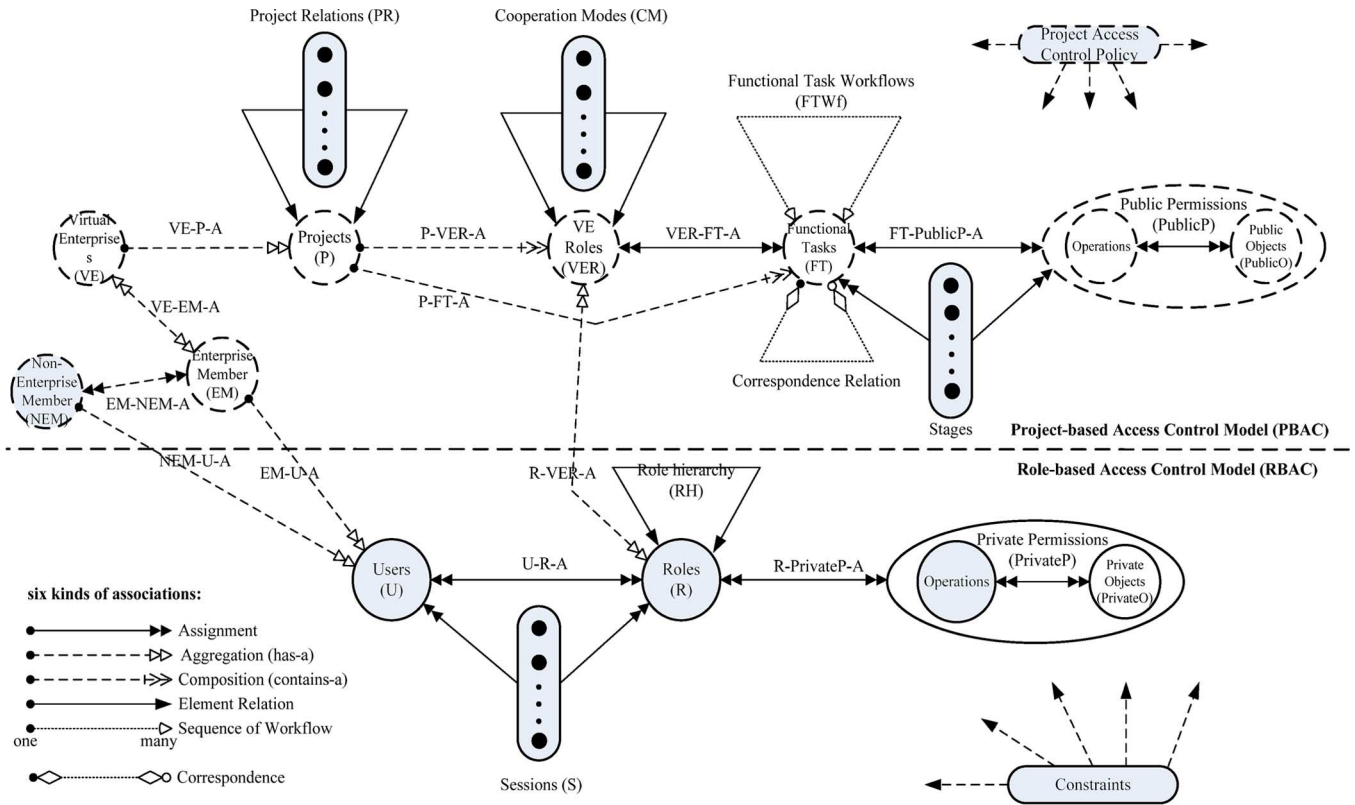 Project Relations (PR)
Cooperation Modes (CM)
Project Access
Control Policy
Functional Task Workflows
(FTWf)
Virtual
Enterprise
s
(VE)
VE-P-A
Projects
(P)
P-VER-A
VE
Roles
(VER)
VER-FT-A
Functional
Tasks
(FT)
FT-PublicP-A
Public Permissions
(PublicP)
Operations
Public
Objects
(PublicO)
P-FT-A
VE-EM-A
Non-
Enterprise
Member
(NEM)
EM-NEM-A
Enterprise
Member
(EM)
Correspondence Relation
Stages
Project-based Access Control Model (PBAC)
NEM-U-A
EM-U-A
R-VER-A
Role hierarchy
(RH)
Role-based Access Control Model (RBAC)
Users
(U)
U-R-A
Roles
(R)
R-PrivateP-A
Private Permissions
(PrivateP)
Operations
Private
Objects
(PrivateO)
six kinds of associations:
Assignment
Aggregation (has-a)
Composition (contains-a)
Element Relation
Sequence of Workflow
one many
Correspondence
Sessions (S)
Constraints